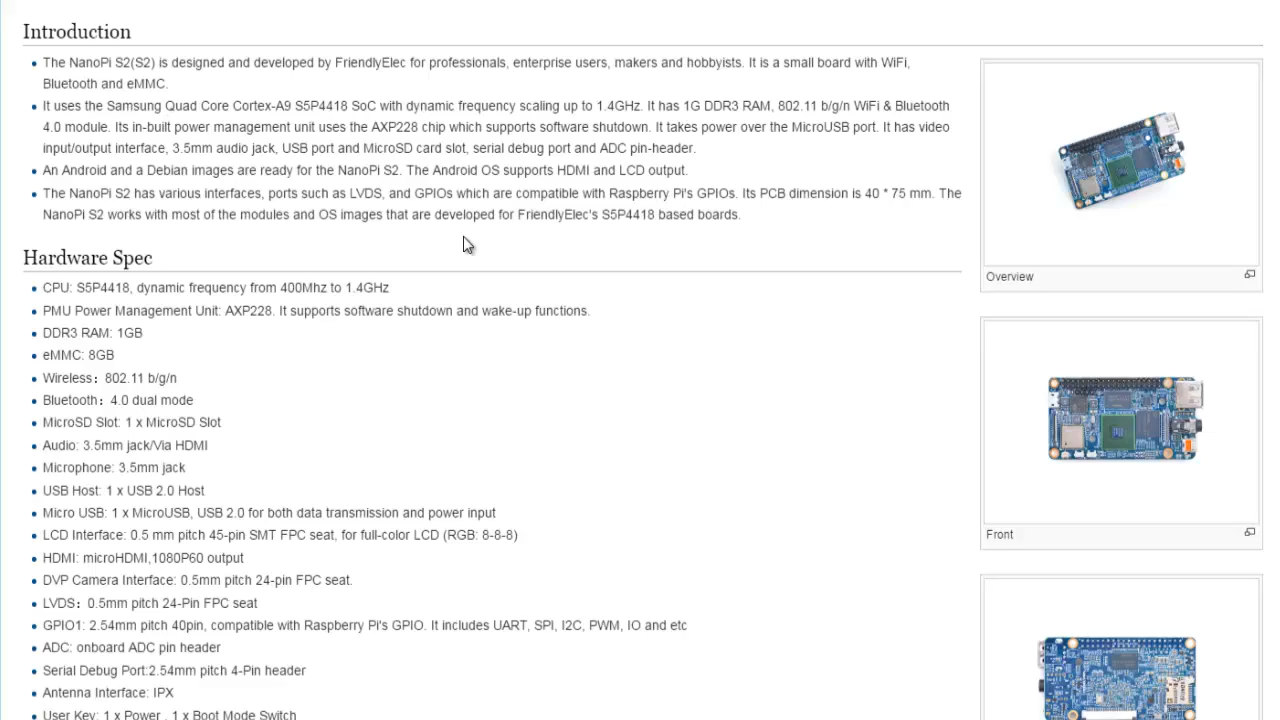 Introduction
The NanoPi S2(S2) is designed and developed by FriendlyElec for professionals, enterprise users, makers and hobbyists. It is a small board with WiFi,
Bluetooth and eMMC.
It uses the Samsung Quad Core Cortex-A9 S5P4418 SoC with dynamic frequency scaling up to 1.4GHz. It has 1G DDR3 RAM, 802.11 b/g/n WiFi & Bluetooth
4.0 module. Its in-built power management unit uses the AXP228 chip which supports software shutdown. It takes power over the MicroUSB port. It has video
input/output interface, 3.5mm audio jack, USB port and MicroSD card slot, serial debug port and ADC pin-header.
An Android and a Debian images are ready for the NanoPi S2. The Android OS supports HDMI and LCD output.
The NanoPi S2 has various interfaces, ports such as LVDS, and GPIOs which are compatible with Raspberry Pi's GPIOs. Its PCB dimension is 40 * 75 mm. The
NanoPi S2 works with most of the modules and OS images that are developed for FriendlyElec's S5P4418 based boards.
Hardware Spec
CPU: S5P4418, dynamic frequency from 400Mhz to 1.4GHz
PMU Power Management Unit: AXP228. It supports software shutdown and wake-up functions.
DDR3 RAM: 1GB
eMMC: 8GB
Wireless：802.11 b/g/n
Bluetooth：4.0 dual mode
MicroSD Slot: 1 x MicroSD Slot
Audio: 3.5mm jack/Via HDMI
Microphone: 3.5mm jack
USB Host: 1 x USB 2.0 Host
Micro USB: 1 x MicroUSB, USB 2.0 for both data transmission and power input
LCD Interface: 0.5 mm pitch 45-pin SMT FPC seat, for full-color LCD (RGB: 8-8-8)
HDMI: microHDMI,1080P60 output
DVP Camera Interface: 0.5mm pitch 24-pin FPC seat.
LVDS：0.5mm pitch 24-Pin FPC seat
GPIO1: 2.54mm pitch 40pin, compatible with Raspberry Pi's GPIO. It includes UART, SPI, I2C, PWM, IO and etc
ADC: onboard ADC pin header
Serial Debug Port:2.54mm pitch 4-Pin header
Antenna Interface: IPX
User Key: 1 x Power , 1 x Boot Mode Switch
Overview
Front